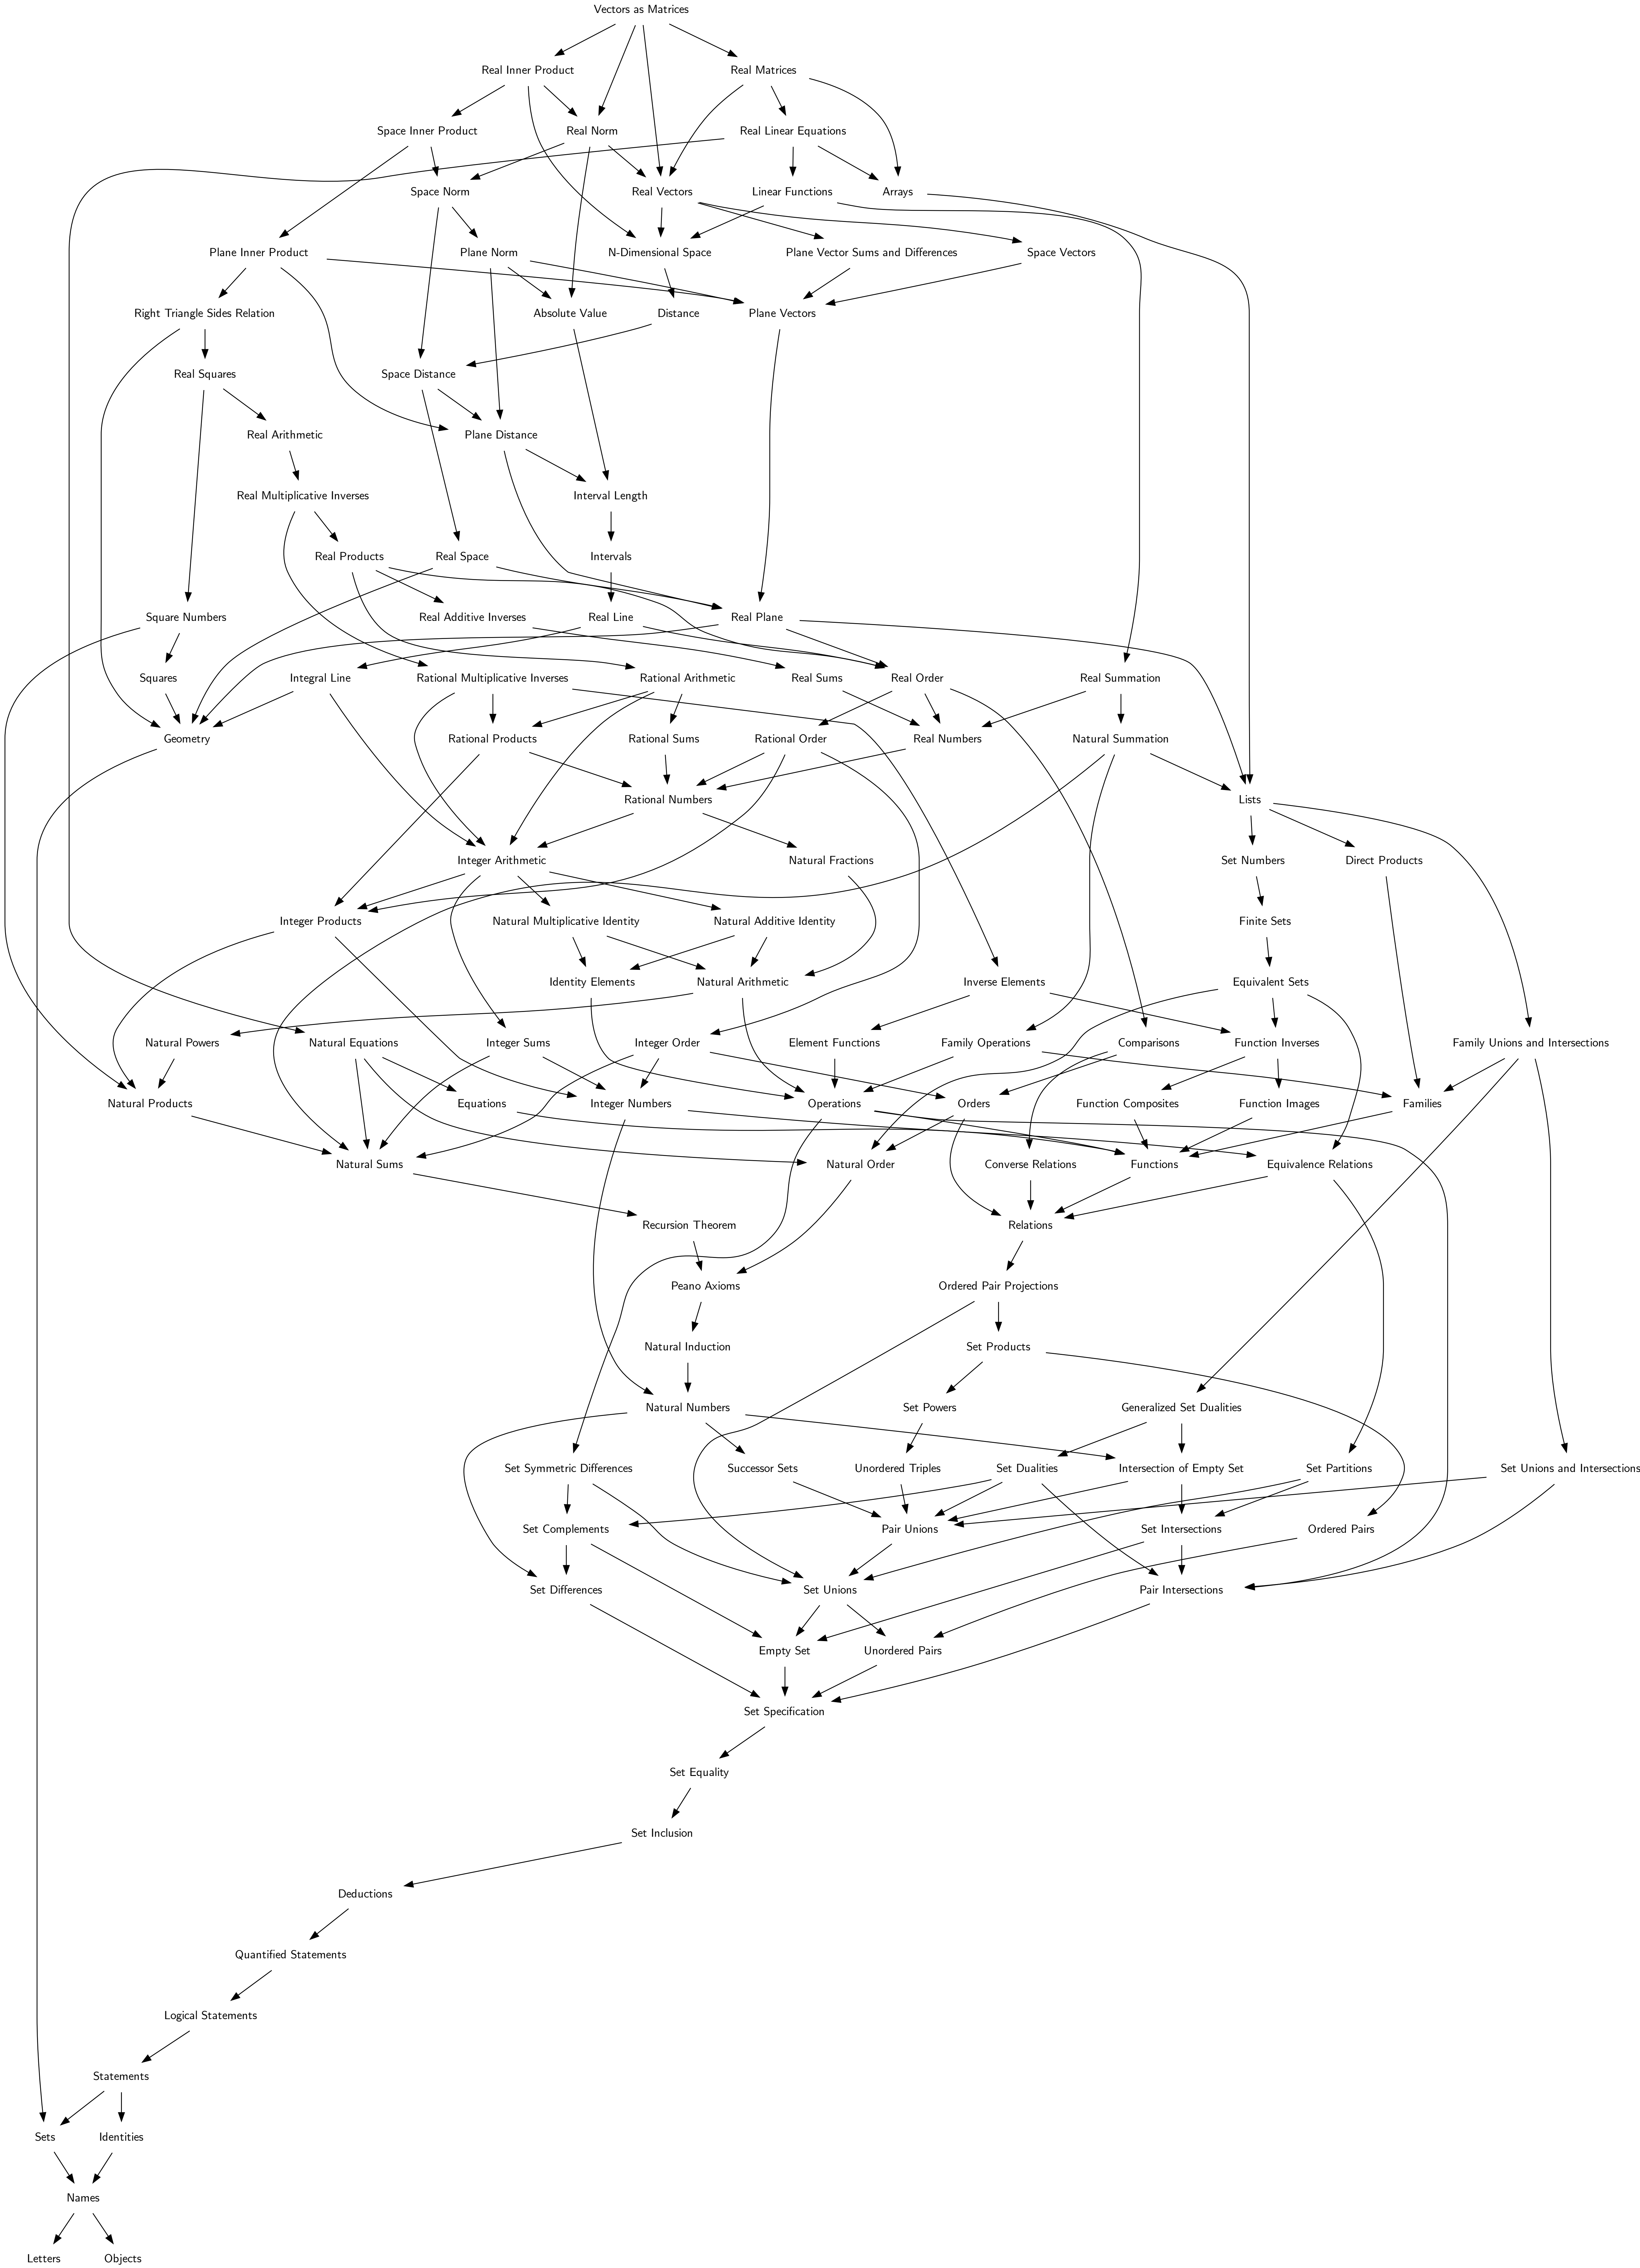 Vectors as Matrices
Real Inner Product
Real Matrices
Space Inner Product
Real Norm
Real Linear Equations
Space Norm
Real Vectors
Linear Functions
Arrays
Plane Inner Product
Plane Norm
N-Dimensional Space
Plane Vector Sums and Differences
Space Vectors
Right Triangle Sides Relation
Absolute Value
Distance
Plane Vectors
Real Squares
Space Distance
Real Arithmetic
Plane Distance
Real Multiplicative Inverses
Interval Length
Real Products
Real Space
Intervals
Square Numbers
Real Additive Inverses
Real Line
Real Plane
Squares
Integral Line
Rational Multiplicative Inverses
Rational Arithmetic
Real Sums
Real Order
Real Summation
Geometry
Rational Products
Rational Sums
Rational Order
Real Numbers
Natural Summation
Rational Numbers
Lists
Integer Arithmetic
Natural Fractions
Set Numbers
Direct Products
Integer Products
Natural Multiplicative Identity
Natural Additive Identity
Finite Sets
Identity Elements
Natural Arithmetic
Inverse Elements
Equivalent Sets
Natural Powers
Natural Equations
Integer Sums
Integer Order
Element Functions
Family Operations
Comparisons
Function Inverses
Family Unions and Intersections
Natural Products
Equations
Integer Numbers
Operations
Orders
Function Composites
Function Images
Families
Natural Sums
Natural Order
Converse Relations
Functions
Equivalence Relations
Recursion Theorem
Relations
Peano Axioms
Ordered Pair Projections
Natural Induction
Set Products
Natural Numbers
Set Powers
Generalized Set Dualities
Set Symmetric Differences
Successor Sets
Unordered Triples
Set Dualities
Intersection of Empty Set
Set Partitions
Set Unions and Intersections
Set Complements
Pair Unions
Set Intersections
Ordered Pairs
Set Differences
Set Unions
Pair Intersections
Empty Set
Unordered Pairs
Set Specification
Set Equality
Set Inclusion
Deductions
Quantified Statements
Logical Statements
Statements
Sets
Identities
Names
Letters
Objects